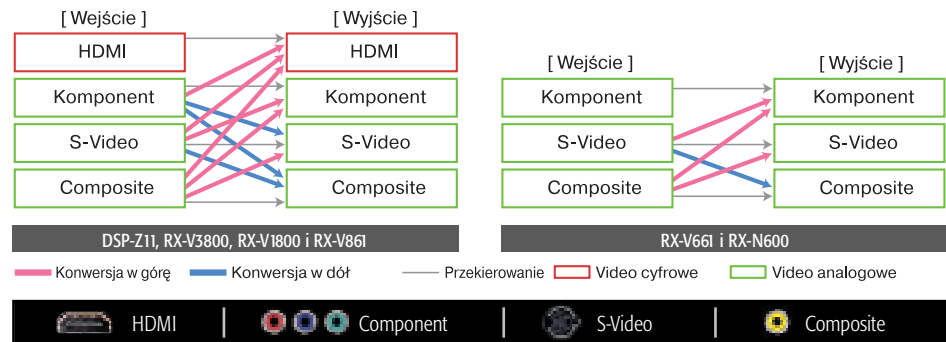 [ Wejście ] [ Wyjście ]
HDMI HDMI
Komponent Komponent
S-Video S-Video
Composite Composite
DSP-Z11, RX-V3800, RX-V1800 i RX-V861
[ Wejście ] [ Wyjście ]
Komponent Komponent
S-Video S-Video
Composite Composite
RX-V661 i RX-N600
Konwersja w górę Konwersja w dół Przekierowanie Video cyfrowe Video analogowe
HDMI Component S-Video Composite